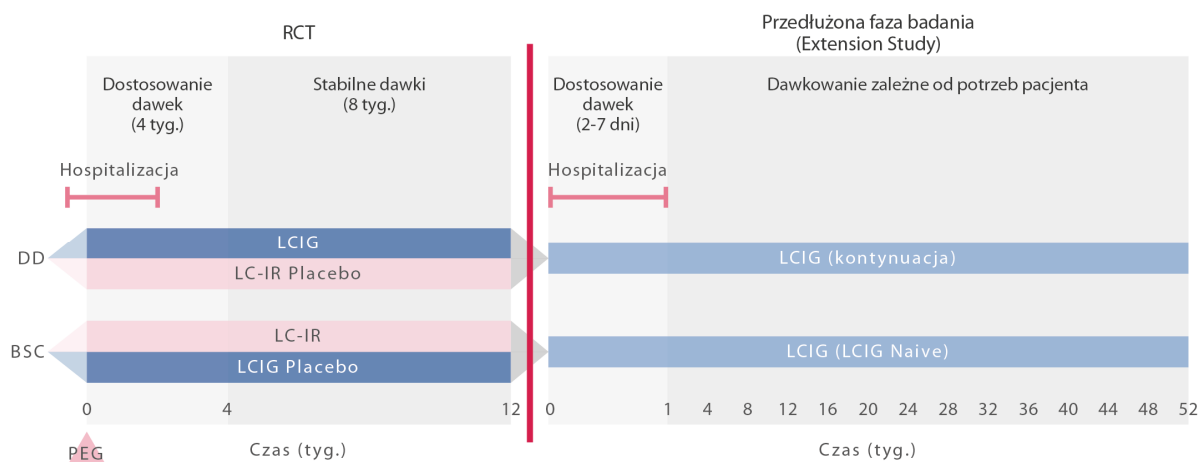 RCT
Dostosowanie
dawek
(4 tyg.)
Stabilne dawki
(8 tyg.)
Hospitalizacja
DD
LCIG
LC-IR Placebo
BSC
LC-IR
LCIG Placebo
0 4 12
PEG
Czas (tyg.)
Przedłużona faza badania
(Extension Study)
Dostosowanie
dawek
(2-7 dni)
Dawkowanie zależne od potrzeb pacjenta
Hospitalizacja
LCIG (kontynuacja)
LCIG (LCIG Naive)
0 1 4 8 12 16 20 24 28 32 36 40 44 48 52
Czas (tyg.)